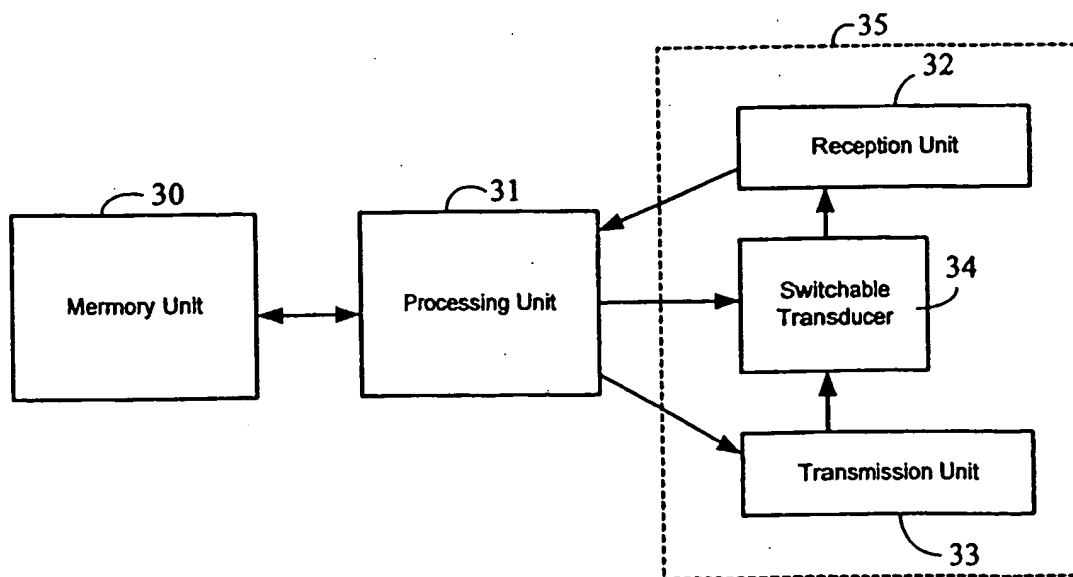 35
32
Reception Unit
30
31
Mermory Unit
Processing Unit
Switchable
Transducer
34
Transmission Unit
33